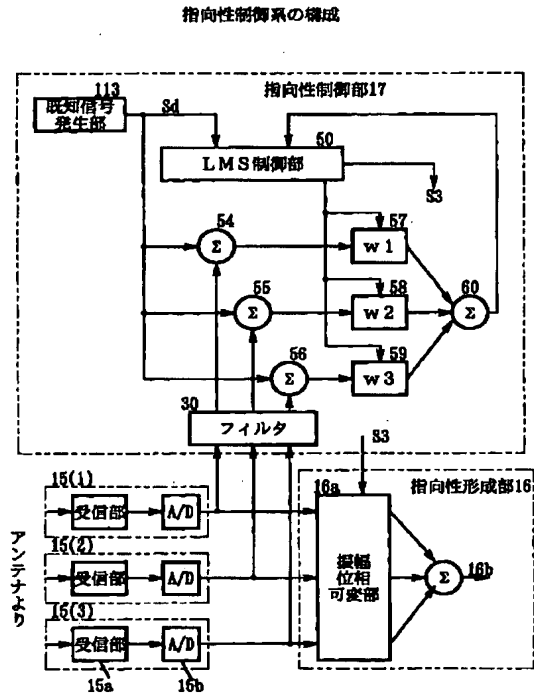 指向性制御系の構成
指向性制御部17
113
既知信号
発生部
Sd
50
LMS制御部
S3
54
Σ
57
w1
55
Σ
58
w2
60
Σ
56
Σ
59
w3
30
フィルタ
S3
15(1)
受信部
A/D
16a
指向性形成部16
アンテナより
15(2)
受信部
A/D
振幅
位相
可変部
Σ
16b
15(3)
受信部
A/D
15a
15b